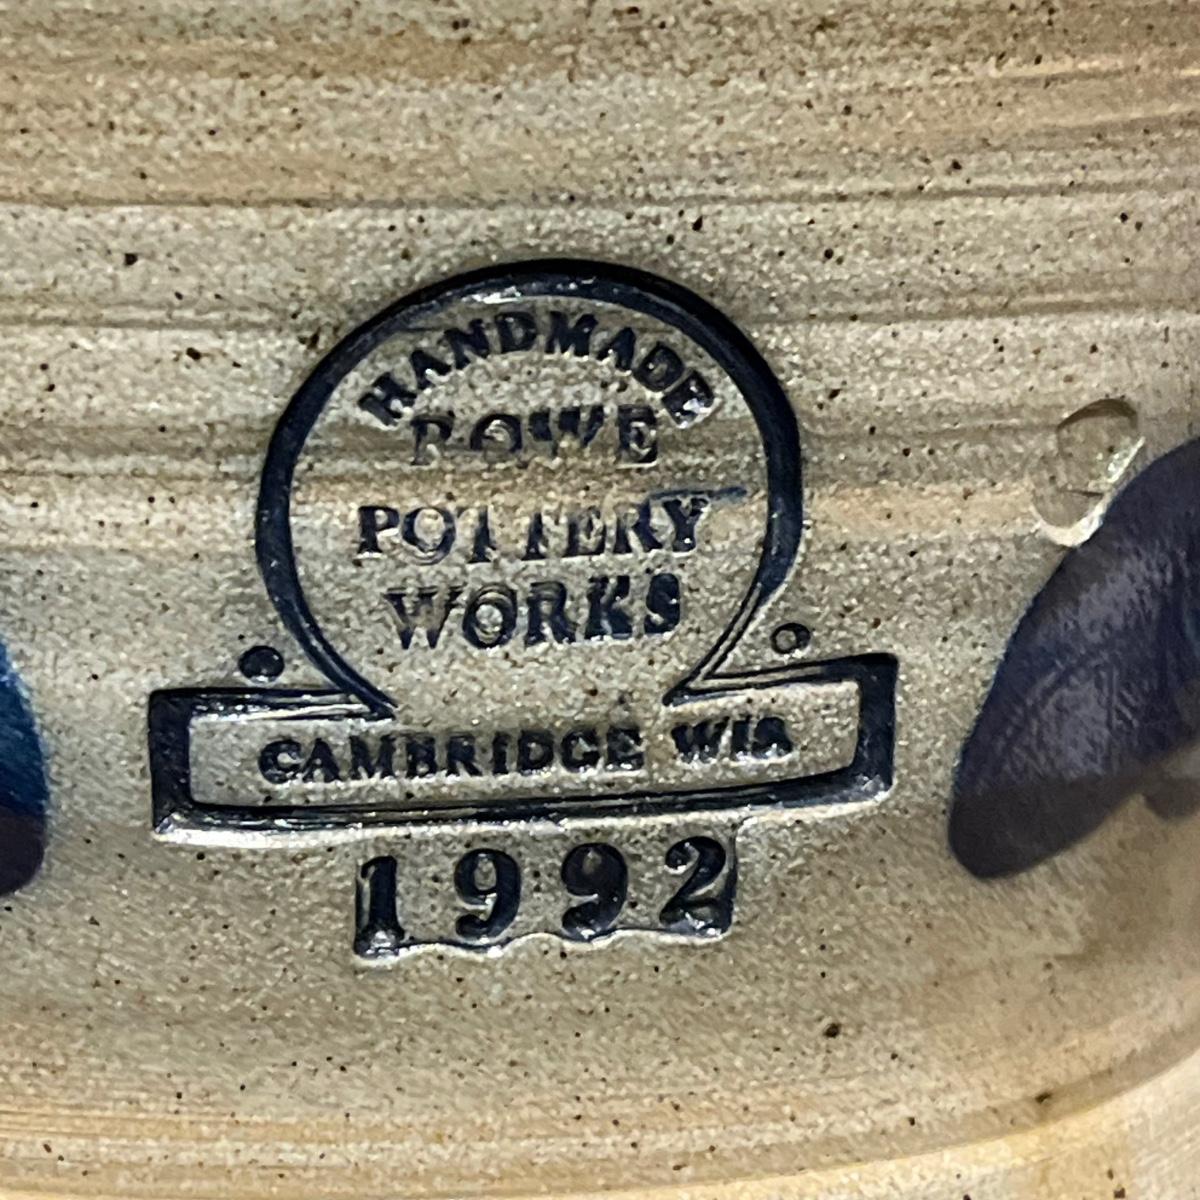 HANDMADE
ROWE
POTTERY
WORKS
CAMBRIDGE WIS
1992